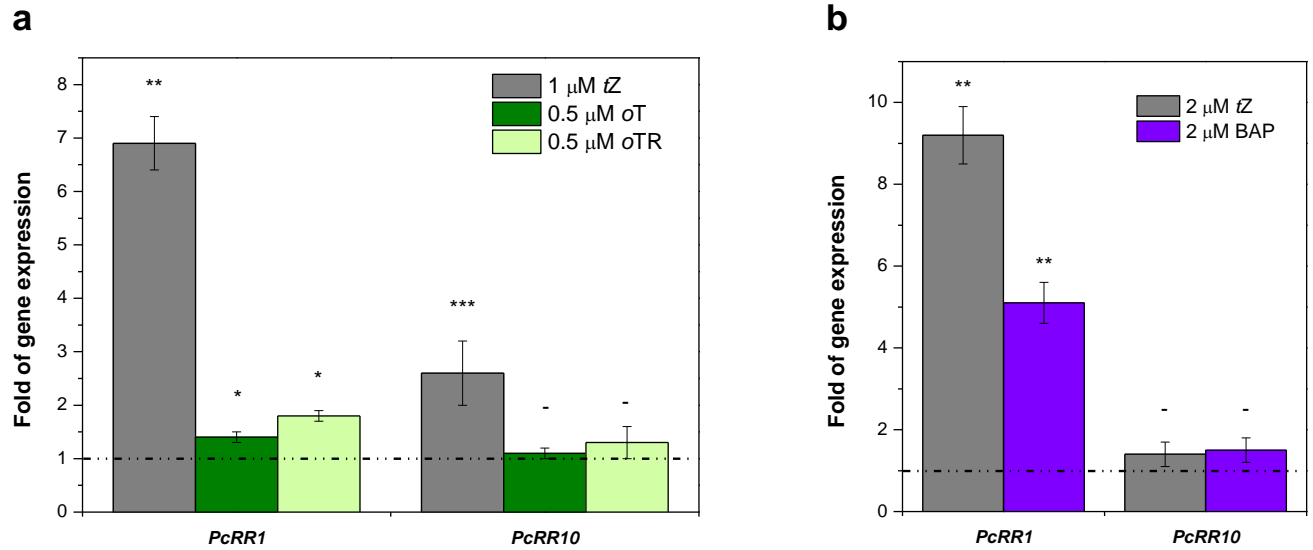 a
Fold of gene expression
8
7
6
5
4
3
2
1
0
**
*
*
***
-
-
1 μM tZ
0.5 μM oT
0.5 μM oTR
PcRR1
PcRR10
b
Fold of gene expression
10
8
6
4
2
0
**
**
-
-
2 μM tZ
2 μM BAP
PcRR1
PcRR10